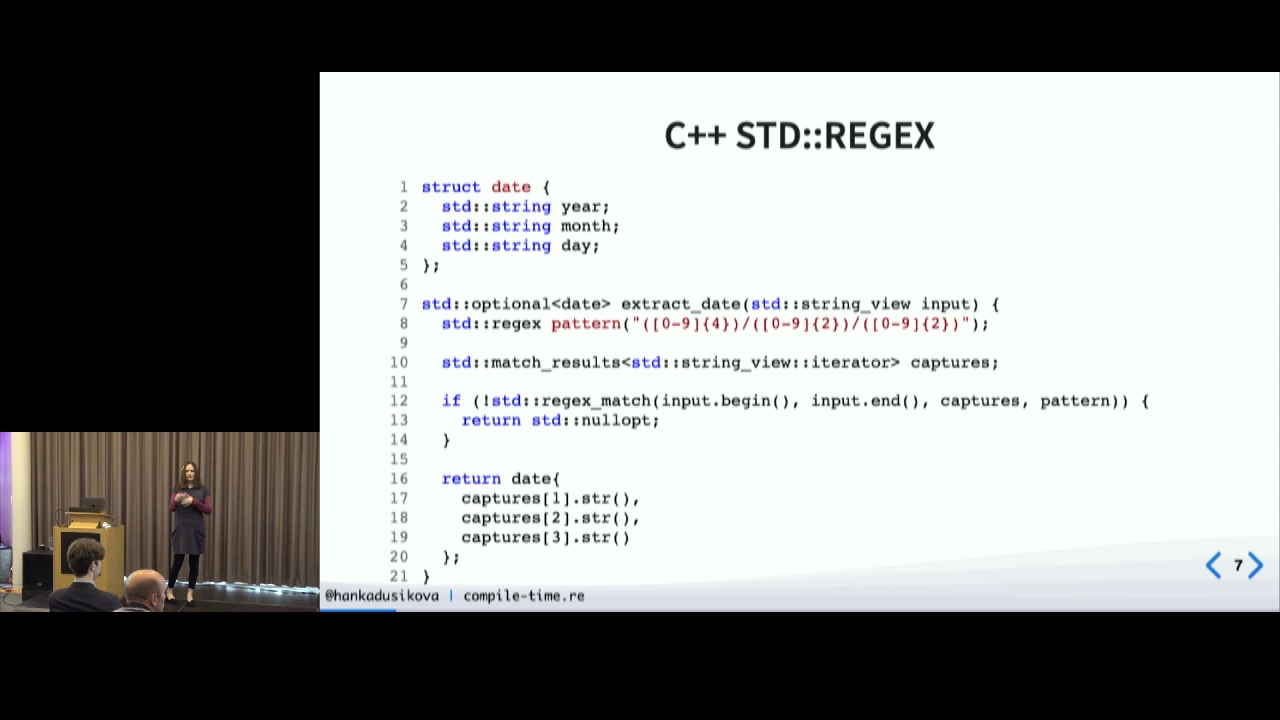 C++ STD::REGEX
1 struct date {
2   std::string year;
3   std::string month;
4   std::string day;
5 };
6
7 std::optional<date> extract_date(std::string_view input) {
8   std::regex pattern("([0-9]{4})/([0-9]{2})/([0-9]{2})");
9
10   std::match_results<std::string_view::iterator> captures;
11
12   if (!std::regex_match(input.begin(), input.end(), captures, pattern)) {
13     return std::nullopt;
14   }
15
16   return date{
17     captures[1].str(),
18     captures[2].str(),
19     captures[3].str()
20   };
21 }
7
@hankadusikova | compile-time.re